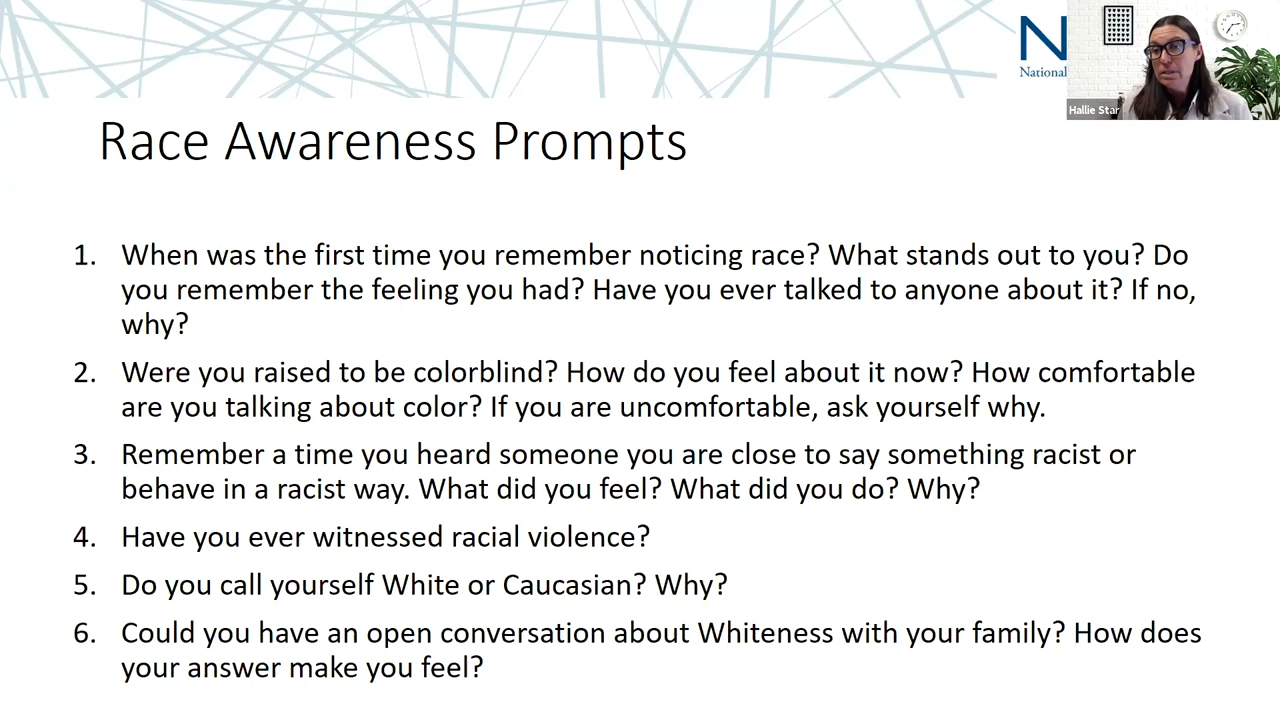 N
National
Hallie Star
Race Awareness Prompts
1. When was the first time you remember noticing race? What stands out to you? Do
you remember the feeling you had? Have you ever talked to anyone about it? If no,
why?
2. Were you raised to be colorblind? How do you feel about it now? How comfortable
are you talking about color? If you are uncomfortable, ask yourself why.
3. Remember a time you heard someone you are close to say something racist or
behave in a racist way. What did you feel? What did you do? Why?
4. Have you ever witnessed racial violence?
5. Do you call yourself White or Caucasian? Why?
6. Could you have an open conversation about Whiteness with your family? How does
your answer make you feel?